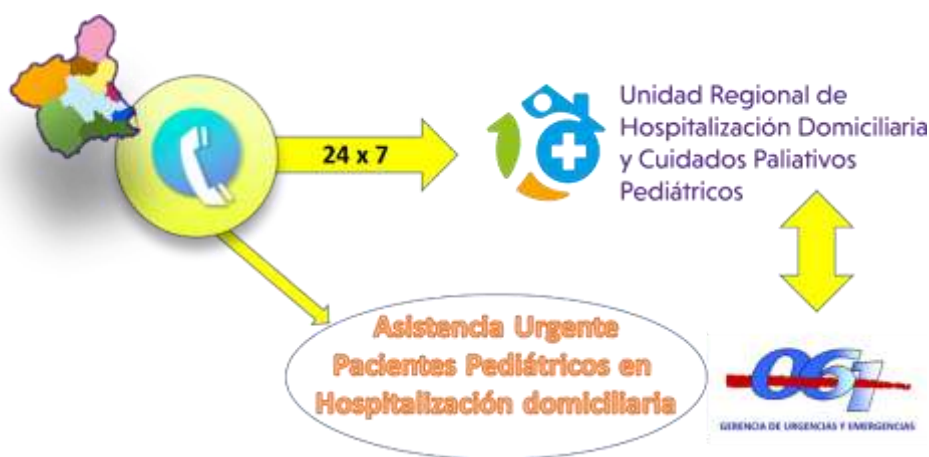 24 x 7
Unidad Regional de
Hospitalización Domiciliaria
y Cuidados Paliativos
Pediátricos
Asistencia Urgente
Pacientes Pediátricos en
Hospitalización domiciliaria
061
GERENCIA DE URGENCIAS Y EMERGENCIAS